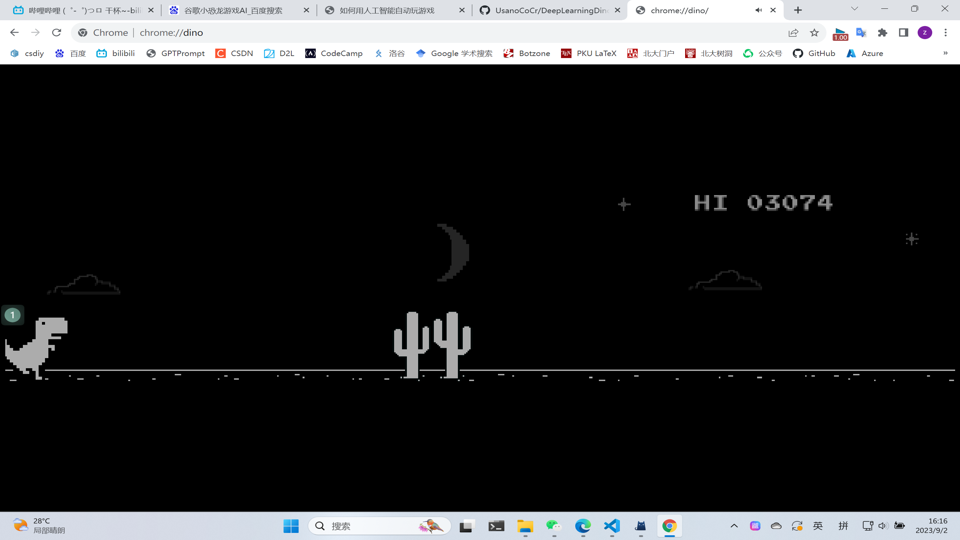 哔哩哔哩 (゜-゜)つロ 干杯~-bili
谷歌小恐龙游戏AI_百度搜索
如何用人工智能自动玩游戏
UsanoCoCr/DeepLearningDin
chrome://dino/
Chrome | chrome://dino
1.00
z
csdiy
百度
bilibili
GPTPrompt
CSDN
D2L
CodeCamp
洛谷
Google 学术搜索
Botzone
PKU LaTeX
北大门户
北大树洞
公众号
GitHub
Azure
»
HI 03074
1
28°C
局部晴朗
搜索
英
拼
16:16
2023/9/2